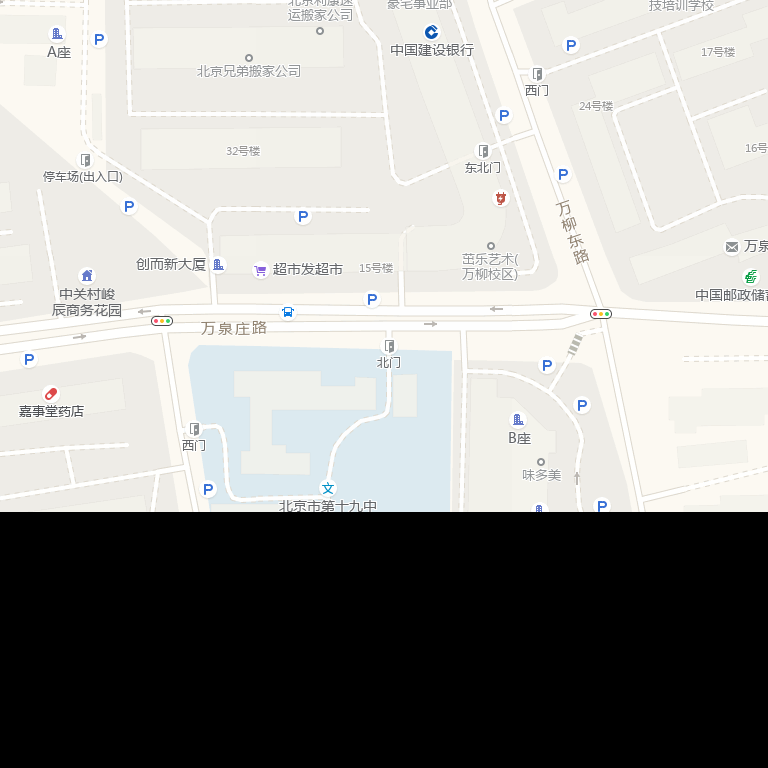 北京利康速
运搬家公司
豪宅事业部
技培训学校
A座
P
中国建设银行
P
17号楼
北京兄弟搬家公司
西门
24号楼
P
32号楼
16号
停车场(出入口)
东北门
P
P
P
万柳东路
创而新大厦
超市发超市
15号楼
茁乐艺术(
万柳校区)
万泉
中关村峻
辰商务花园
P
中国邮政储蓄
万泉庄路
P
北门
P
嘉事堂药店
P
西门
B座
味多美
P
文
P
北京市第十九中